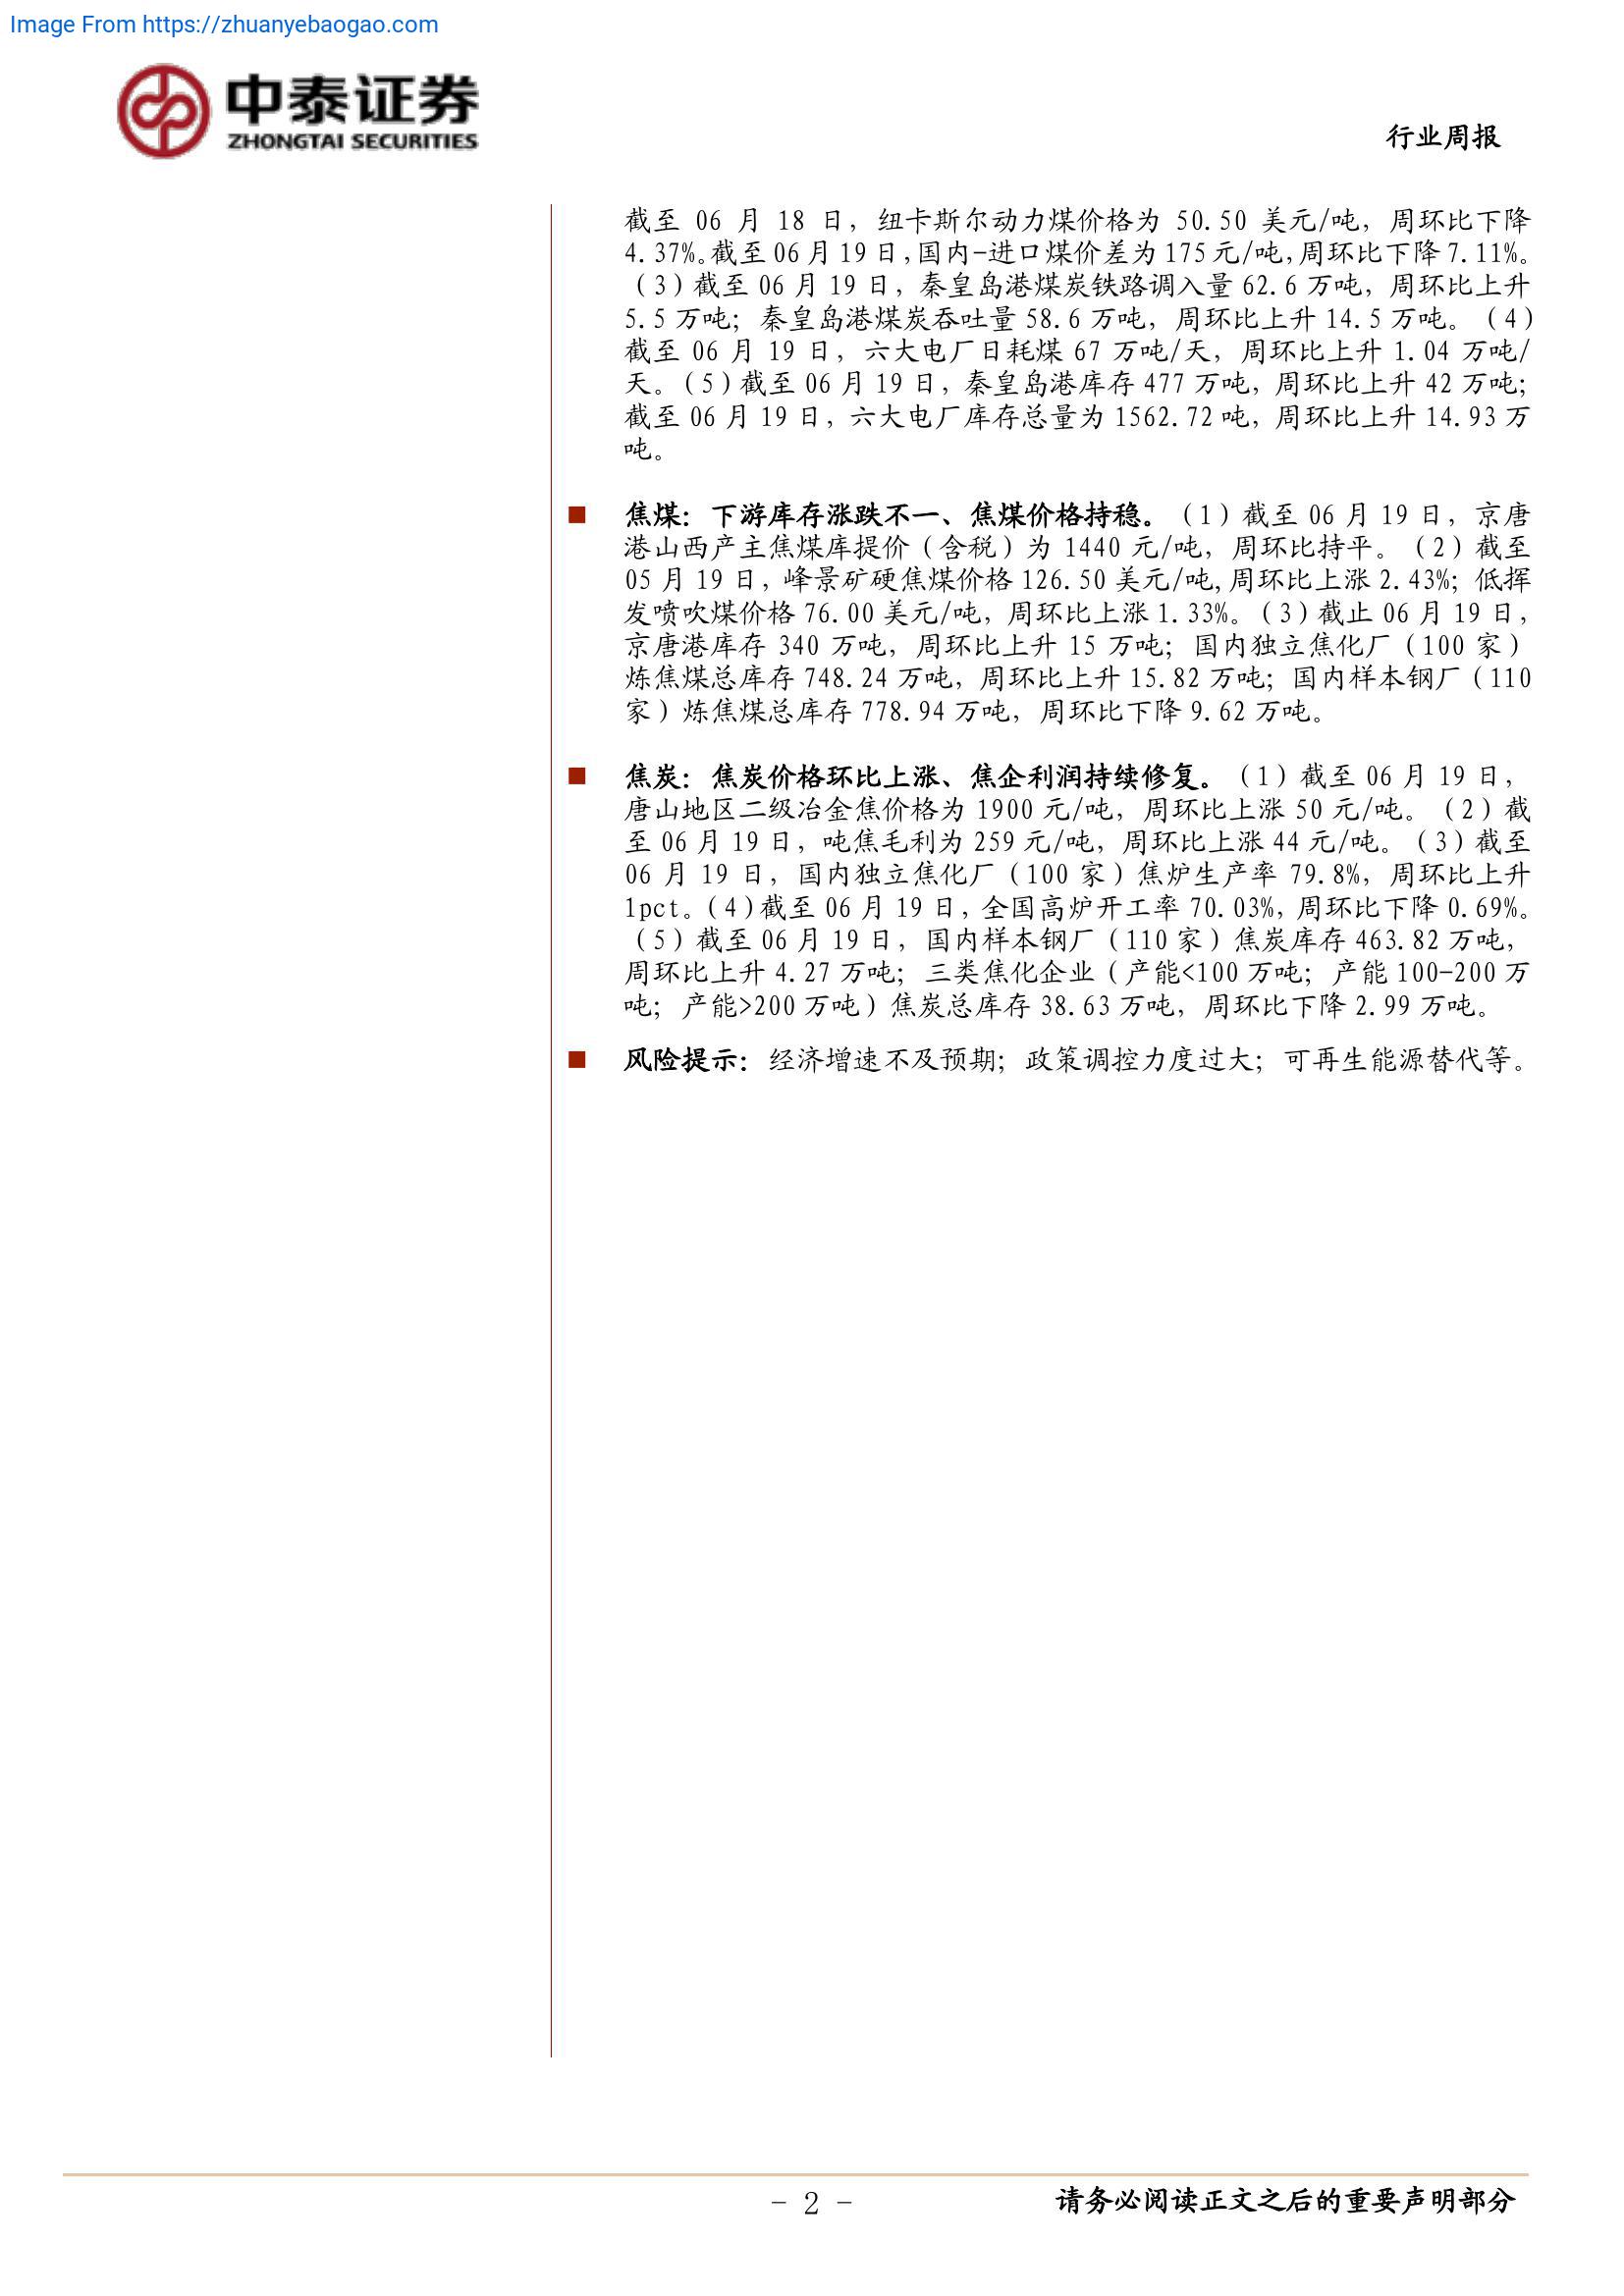 Image From https://zhuanyebaogao.com
中泰证券
ZHONGTAI SECURITIES
行业周报
截至 06 月 18 日，纽卡斯尔动力煤价格为 50.50 美元/吨，周环比下降
4.37%。截至 06 月 19 日，国内-进口煤价差为 175 元/吨，周环比下降 7.11%。
（3）截至 06 月 19 日，秦皇岛港煤炭铁路调入量 62.6 万吨，周环比上升
5.5 万吨；秦皇岛港煤炭吞吐量 58.6 万吨，周环比上升 14.5 万吨。（4）
截至 06 月 19 日，六大电厂日耗煤 67 万吨/天，周环比上升 1.04 万吨/
天。（5）截至 06 月 19 日，秦皇岛港库存 477 万吨，周环比上升 42 万吨；
截至 06 月 19 日，六大电厂库存总量为 1562.72 吨，周环比上升 14.93 万
吨。
■ 焦煤：下游库存涨跌不一、焦煤价格持稳。（1）截至 06 月 19 日，京唐
港山西产主焦煤库提价（含税）为 1440 元/吨，周环比持平。（2）截至
05 月 19 日，峰景矿硬焦煤价格 126.50 美元/吨,周环比上涨 2.43%；低挥
发喷吹煤价格 76.00 美元/吨，周环比上涨 1.33%。（3）截止 06 月 19 日，
京唐港库存 340 万吨，周环比上升 15 万吨；国内独立焦化厂（100 家）
炼焦煤总库存 748.24 万吨，周环比上升 15.82 万吨；国内样本钢厂（110
家）炼焦煤总库存 778.94 万吨，周环比下降 9.62 万吨。
■ 焦炭：焦炭价格环比上涨、焦企利润持续修复。（1）截至 06 月 19 日，
唐山地区二级冶金焦价格为 1900 元/吨，周环比上涨 50 元/吨。（2）截
至 06 月 19 日，吨焦毛利为 259 元/吨，周环比上涨 44 元/吨。（3）截至
06 月 19 日，国内独立焦化厂（100 家）焦炉生产率 79.8%，周环比上升
1pct。（4）截至 06 月 19 日，全国高炉开工率 70.03%，周环比下降 0.69%。
（5）截至 06 月 19 日，国内样本钢厂（110 家）焦炭库存 463.82 万吨，
周环比上升 4.27 万吨；三类焦化企业（产能<100 万吨；产能 100-200 万
吨；产能>200 万吨）焦炭总库存 38.63 万吨，周环比下降 2.99 万吨。
■ 风险提示：经济增速不及预期；政策调控力度过大；可再生能源替代等。
- 2 -
请务必阅读正文之后的重要声明部分